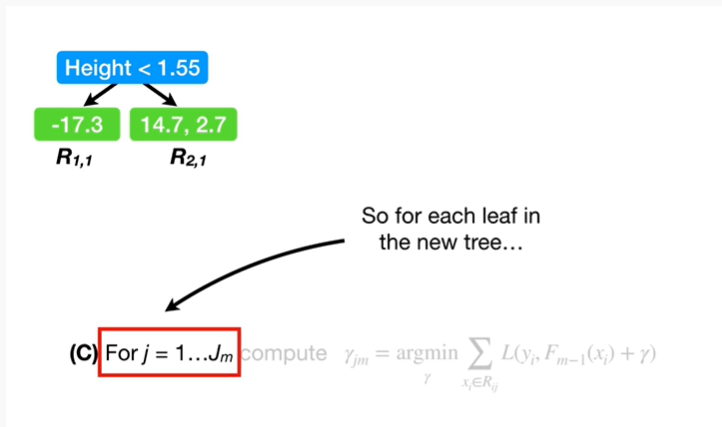 Height < 1.55
-17.3 14.7, 2.7
R1,1 R2,1
So for each leaf in
the new tree…
(C) For j = 1…Jm compute γjm = argmin ∑ L(yi, Fm−1(xi) + γ)
γ xi∈Rij